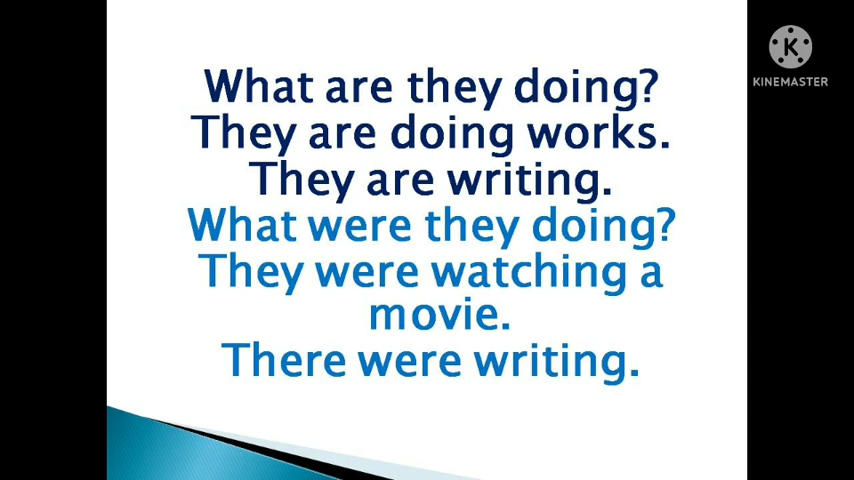 What are they doing?
They are doing works.
They are writing.
What were they doing?
They were watching a
movie.
There were writing.
K
KINEMASTER